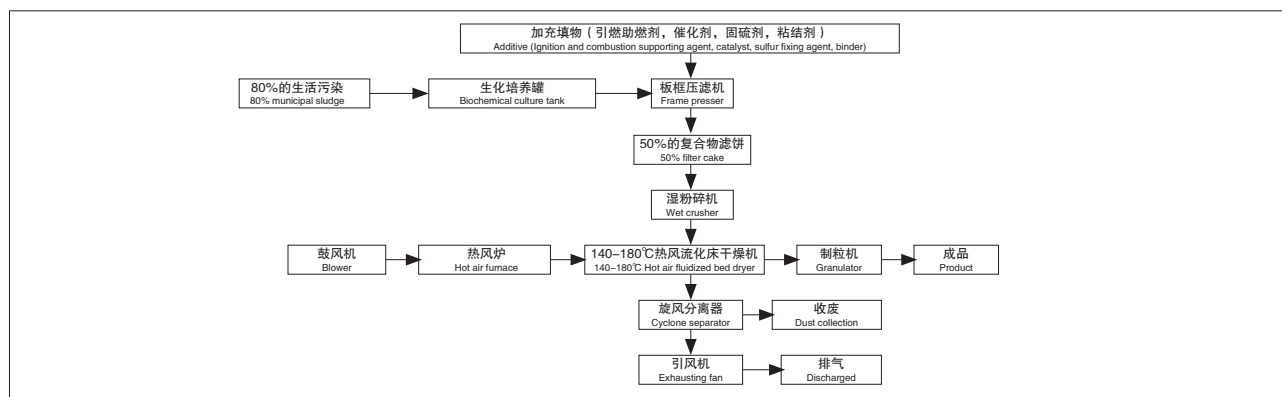 加充填物（引燃助燃剂，催化剂，固硫剂，粘结剂）
Additive (Ignition and combustion supporting agent, catalyst, sulfur fixing agent, binder)
80%的生活污染
80% municipal sludge
生化培养罐
Biochemical culture tank
板框压滤机
Frame presser
50%的复合物滤饼
50% filter cake
湿粉碎机
Wet crusher
鼓风机
Blower
热风炉
Hot air furnace
140-180℃热风流化床干燥机
140-180℃ Hot air fluidized bed dryer
制粒机
Granulator
成品
Product
旋风分离器
Cyclone separator
收废
Dust collection
引风机
Exhausting fan
排气
Discharged